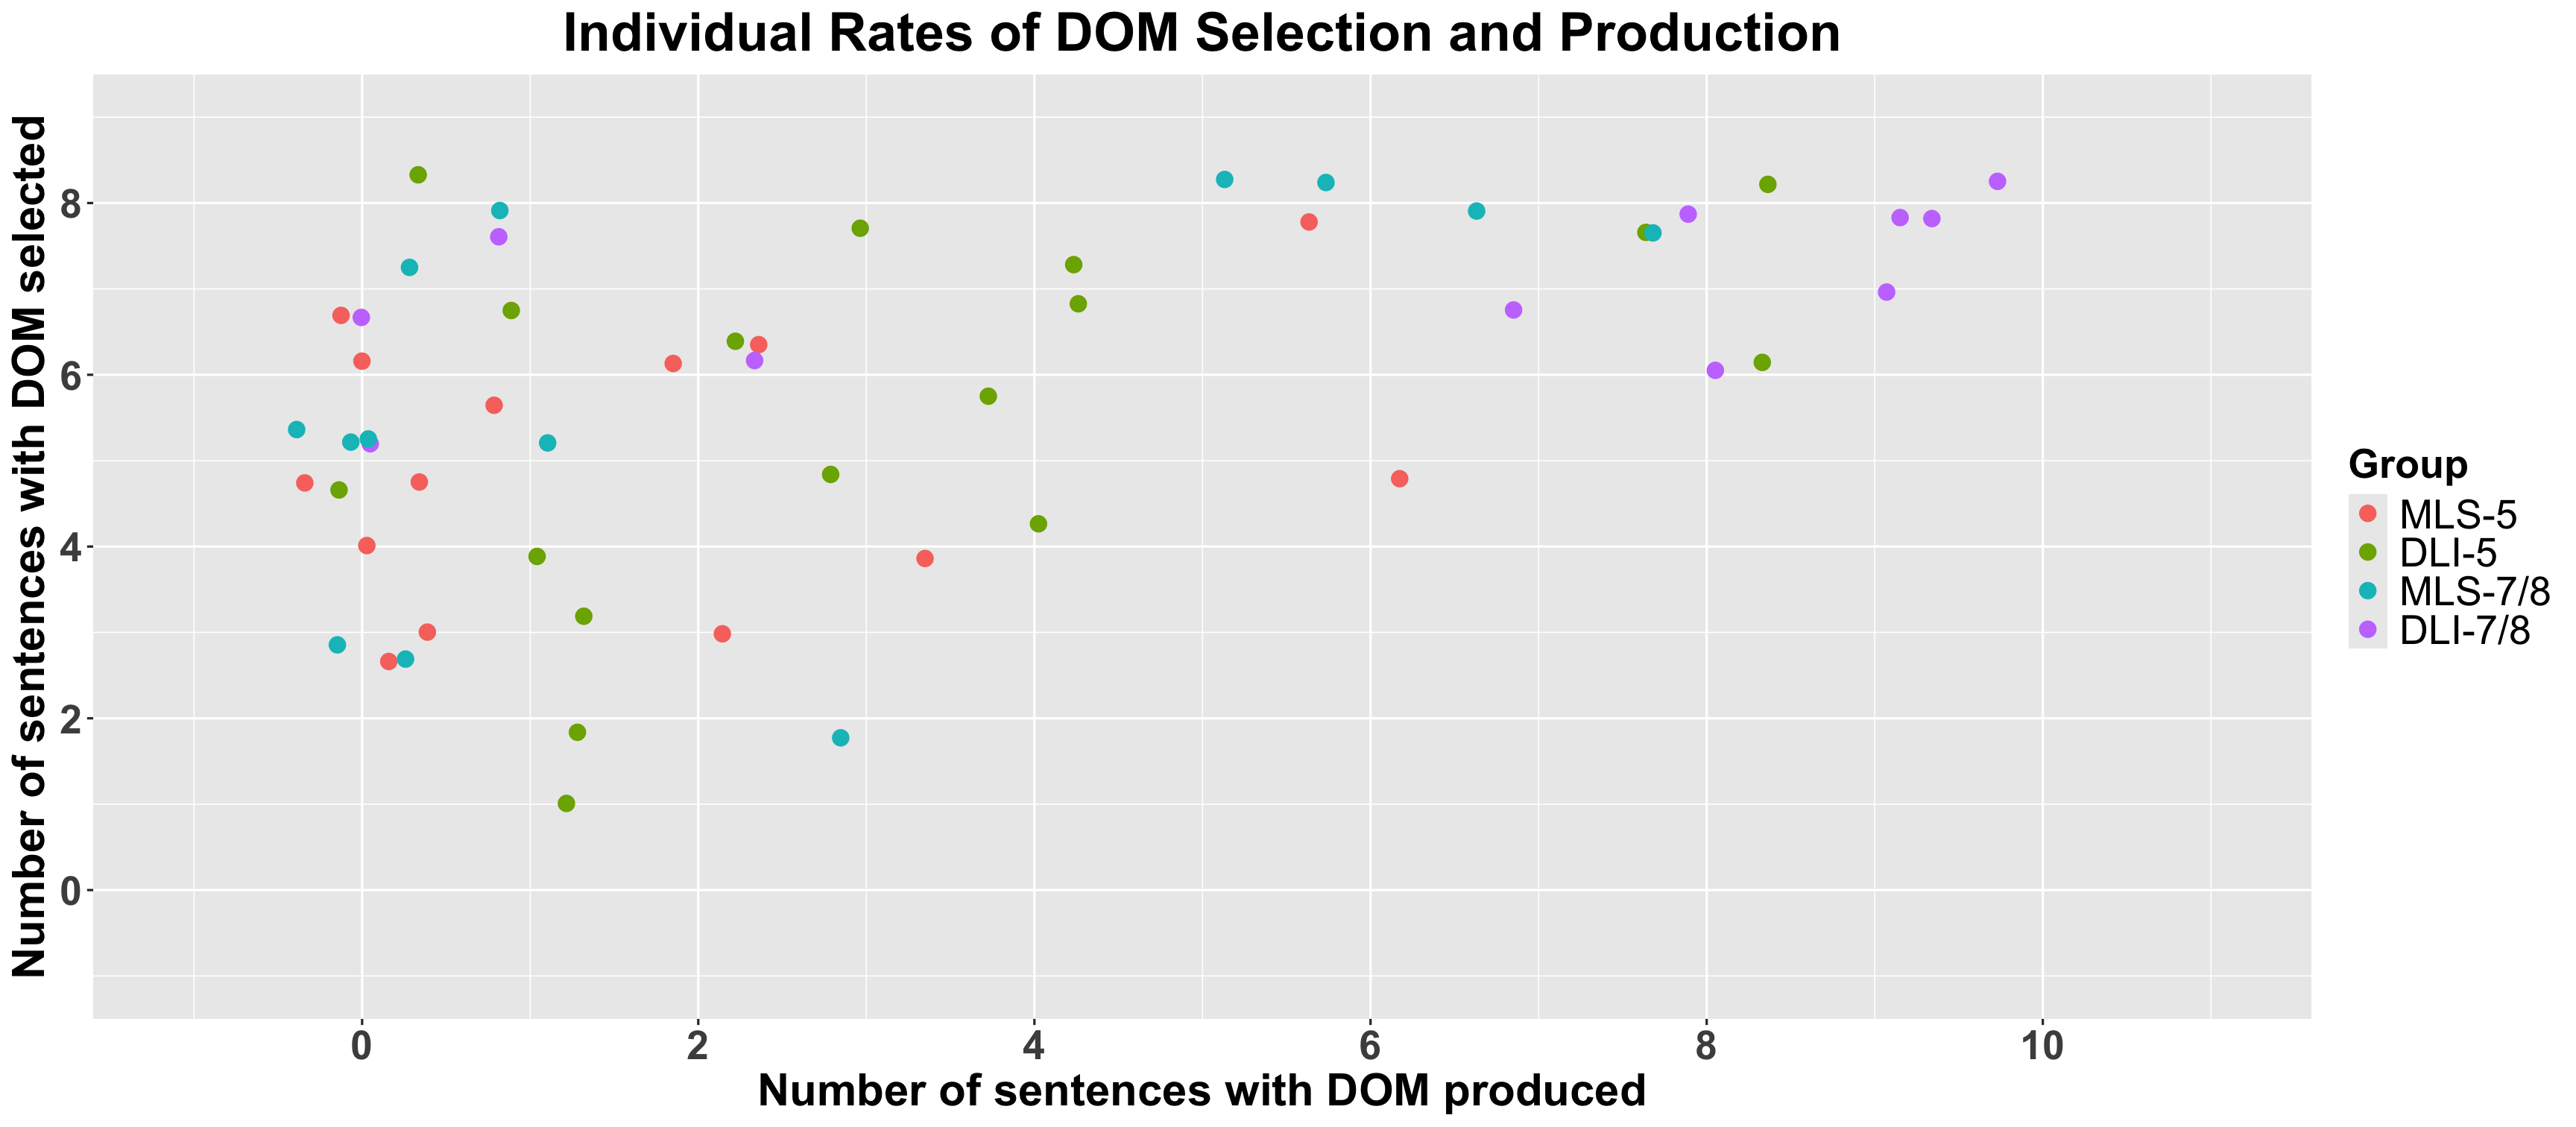 Individual Rates of DOM Selection and Production
Number of sentences with DOM selected
8
6
4
2
0
0 2 4 6 8 10
Number of sentences with DOM produced
Group
MLS-5
DLI-5
MLS-7/8
DLI-7/8